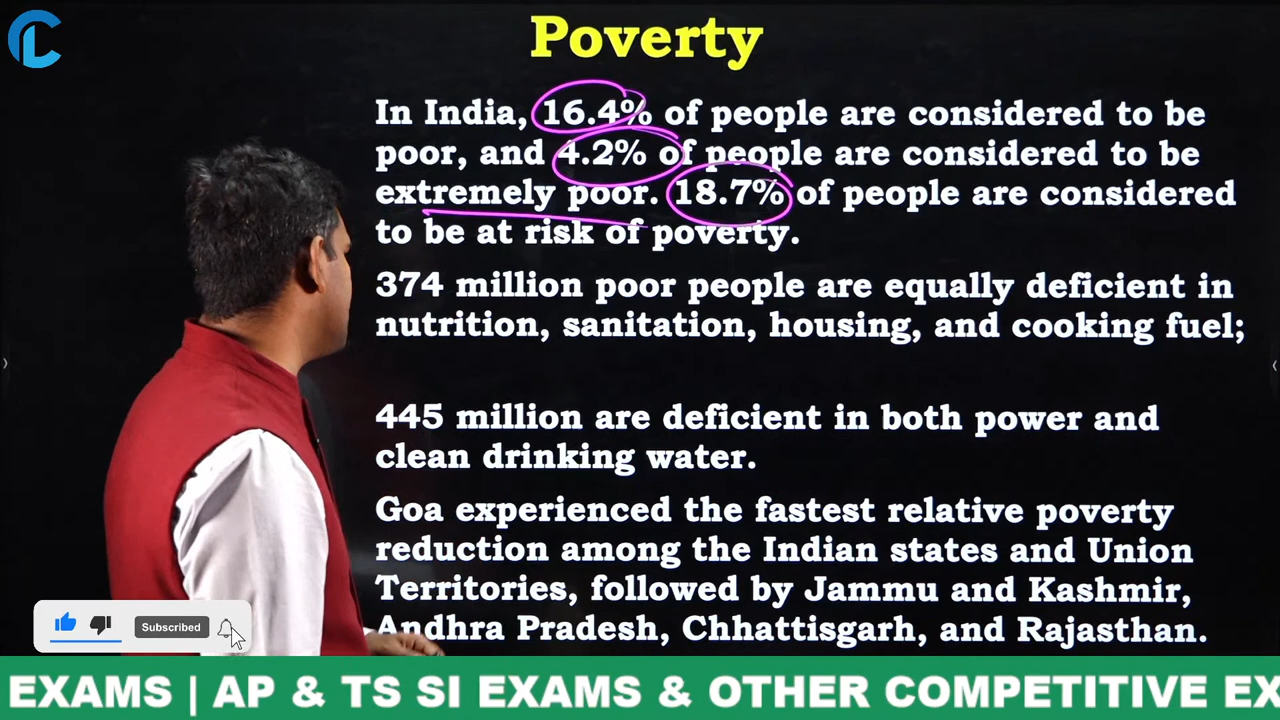 Poverty
In India, 16.4% of people are considered to be
poor, and 4.2% of people are considered to be
extremely poor. 18.7% of people are considered
to be at risk of poverty.
374 million poor people are equally deficient in
nutrition, sanitation, housing, and cooking fuel;
445 million are deficient in both power and
clean drinking water.
Goa experienced the fastest relative poverty
reduction among the Indian states and Union
Territories, followed by Jammu and Kashmir,
Andhra Pradesh, Chhattisgarh, and Rajasthan.
Subscribed
EXAMS | AP & TS SI EXAMS & OTHER COMPETITIVE EX